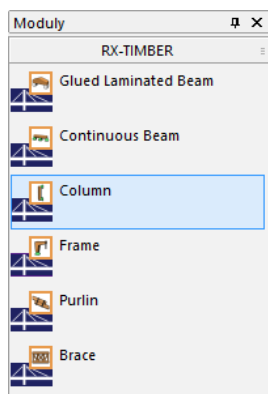 Moduly
RX-TIMBER
Glued Laminated Beam
Continuous Beam
Column
Frame
Purlin
Brace